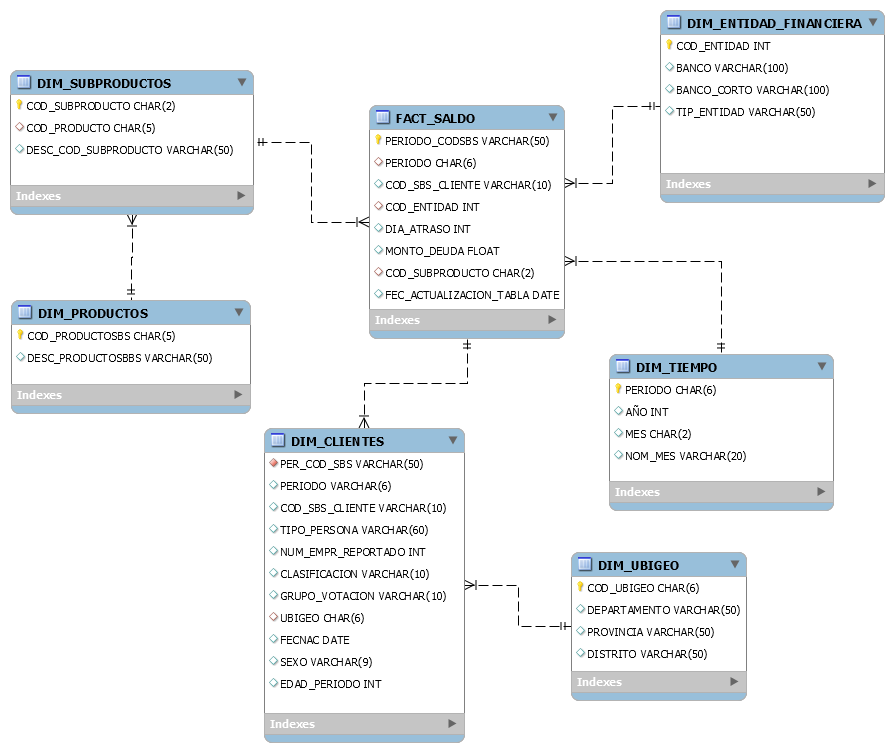 DIM_ENTIDAD_FINANCIERA
COD_ENTIDAD INT
BANCO VARCHAR(100)
BANCO_CORTO VARCHAR(100)
TIP_ENTIDAD VARCHAR(50)
Indexes
DIM_SUBPRODUCTOS
COD_SUBPRODUCTO CHAR(2)
COD_PRODUCTO CHAR(5)
DESC_COD_SUBPRODUCTO VARCHAR(50)
Indexes
FACT_SALDO
PERIODO_CODSBS VARCHAR(50)
PERIODO CHAR(6)
COD_SBS_CLIENTE VARCHAR(10)
COD_ENTIDAD INT
DIA_ATRASO INT
MONTO_DEUDA FLOAT
COD_SUBPRODUCTO CHAR(2)
FEC_ACTUALIZACION_TABLA DATE
Indexes
DIM_PRODUCTOS
COD_PRODUCTOSBS CHAR(5)
DESC_PRODUCTOSBBS VARCHAR(50)
Indexes
DIM_TIEMPO
PERIODO CHAR(6)
AÑO INT
MES CHAR(2)
NOM_MES VARCHAR(20)
Indexes
DIM_CLIENTES
PER_COD_SBS VARCHAR(50)
PERIODO VARCHAR(6)
COD_SBS_CLIENTE VARCHAR(10)
TIPO_PERSONA VARCHAR(60)
NUM_EMPR_REPORTADO INT
CLASIFICACION VARCHAR(10)
GRUPO_VOTACION VARCHAR(10)
UBIGEO CHAR(6)
FECNAC DATE
SEXO VARCHAR(9)
EDAD_PERIODO INT
Indexes
DIM_UBIGEO
COD_UBIGEO CHAR(6)
DEPARTAMENTO VARCHAR(50)
PROVINCIA VARCHAR(50)
DISTRITO VARCHAR(50)
Indexes